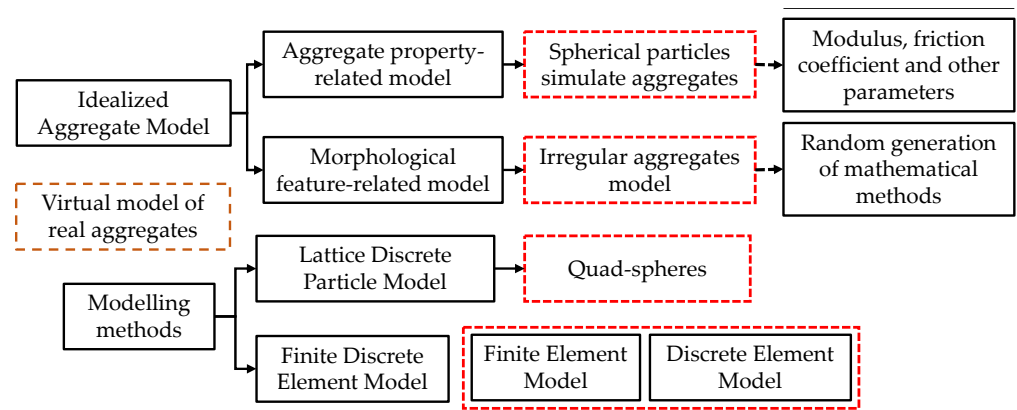 Idealized
Aggregate Model
Aggregate property-
related model
Spherical particles
simulate aggregates
Modulus, friction
coefficient and other
parameters
Morphological
feature-related model
Irregular aggregates
model
Random generation
of mathematical
methods
Virtual model of
real aggregates
Modelling
methods
Lattice Discrete
Particle Model
Quad-spheres
Finite Discrete
Element Model
Finite Element
Model
Discrete Element
Model